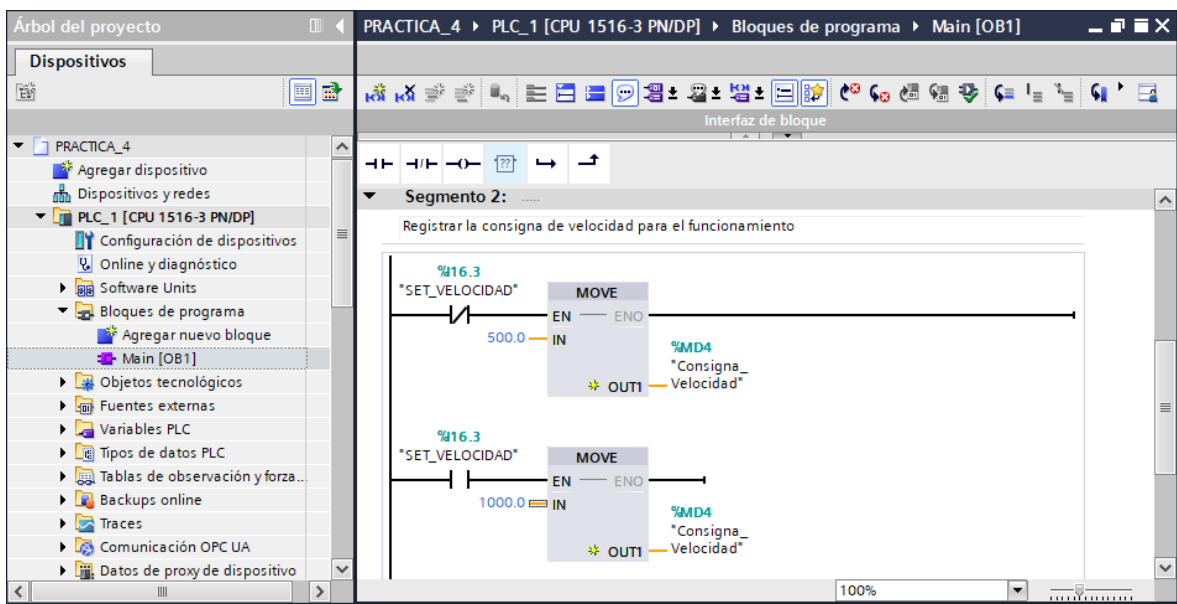 Árbol del proyecto
PRACTICA_4 PLC_1 [CPU 1516-3 PN/DP] Bloques de programa Main [OB1]
Dispositivos
Interfaz de bloque
PRACTICA_4
Agregar dispositivo
Dispositivos y redes
PLC_1 [CPU 1516-3 PN/DP]
Configuración de dispositivos
Online y diagnóstico
Software Units
Bloques de programa
Agregar nuevo bloque
Main [OB1]
Objetos tecnológicos
Fuentes externas
Variables PLC
Tipos de datos PLC
Tablas de observación y forza...
Backups online
Traces
Comunicación OPC UA
Datos de proxy de dispositivo
??
Segmento 2: .....
Registrar la consigna de velocidad para el funcionamiento
%I16.3
"SET_VELOCIDAD"
MOVE
EN ENO
500.0 IN
%MD4
"Consigna_
OUT1 Velocidad"
%I16.3
"SET_VELOCIDAD"
MOVE
EN ENO
1000.0 IN
%MD4
"Consigna_
OUT1 Velocidad"
100%